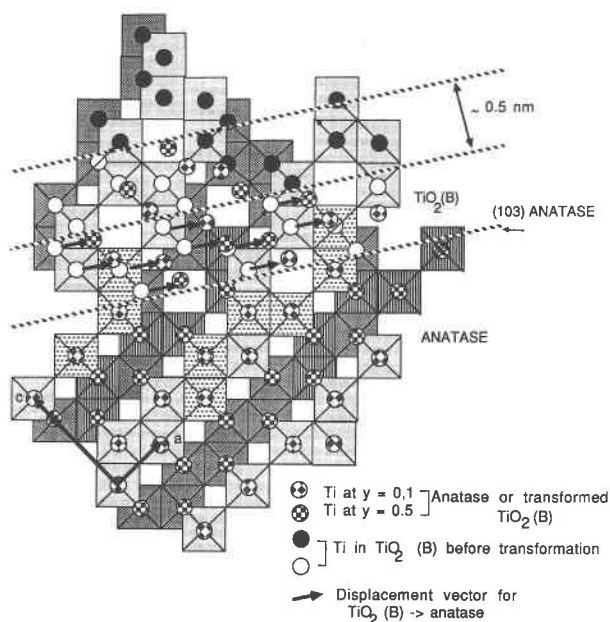 ~ 0.5 nm
TiO2(B)
(103) ANATASE
ANATASE
c
a
Ti at y = 0,1
Ti at y = 0.5
Anatase or transformed
TiO2(B)
Ti in TiO2 (B) before transformation
Displacement vector for
TiO2(B) -> anatase